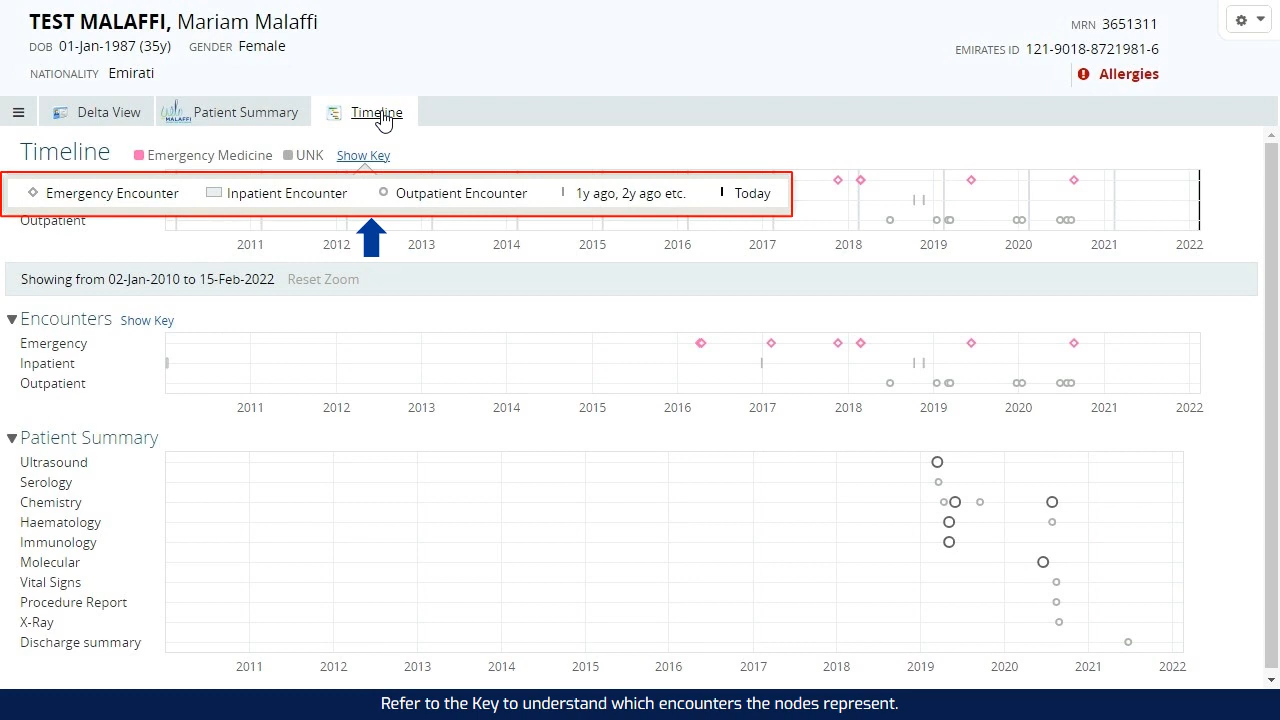 TEST MALAFFI, Mariam Malaffi
DOB 01-Jan-1987 (35y) GENDER Female
NATIONALITY Emirati
MRN 3651311
EMIRATES ID 121-9018-8721981-6
Allergies
Delta View
MALAFFI Patient Summary
Timeline
Timeline Emergency Medicine UNK Show Key
Emergency Encounter Inpatient Encounter Outpatient Encounter 1y ago, 2y ago etc. Today
Outpatient
2011 2012 2013 2014 2015 2016 2017 2018 2019 2020 2021 2022
Showing from 02-Jan-2010 to 15-Feb-2022 Reset Zoom
Encounters Show Key
Emergency
Inpatient
Outpatient
2011 2012 2013 2014 2015 2016 2017 2018 2019 2020 2021 2022
Patient Summary
Ultrasound
Serology
Chemistry
Haematology
Immunology
Molecular
Vital Signs
Procedure Report
X-Ray
Discharge summary
2011 2012 2013 2014 2015 2016 2017 2018 2019 2020 2021 2022
Refer to the Key to understand which encounters the nodes represent.